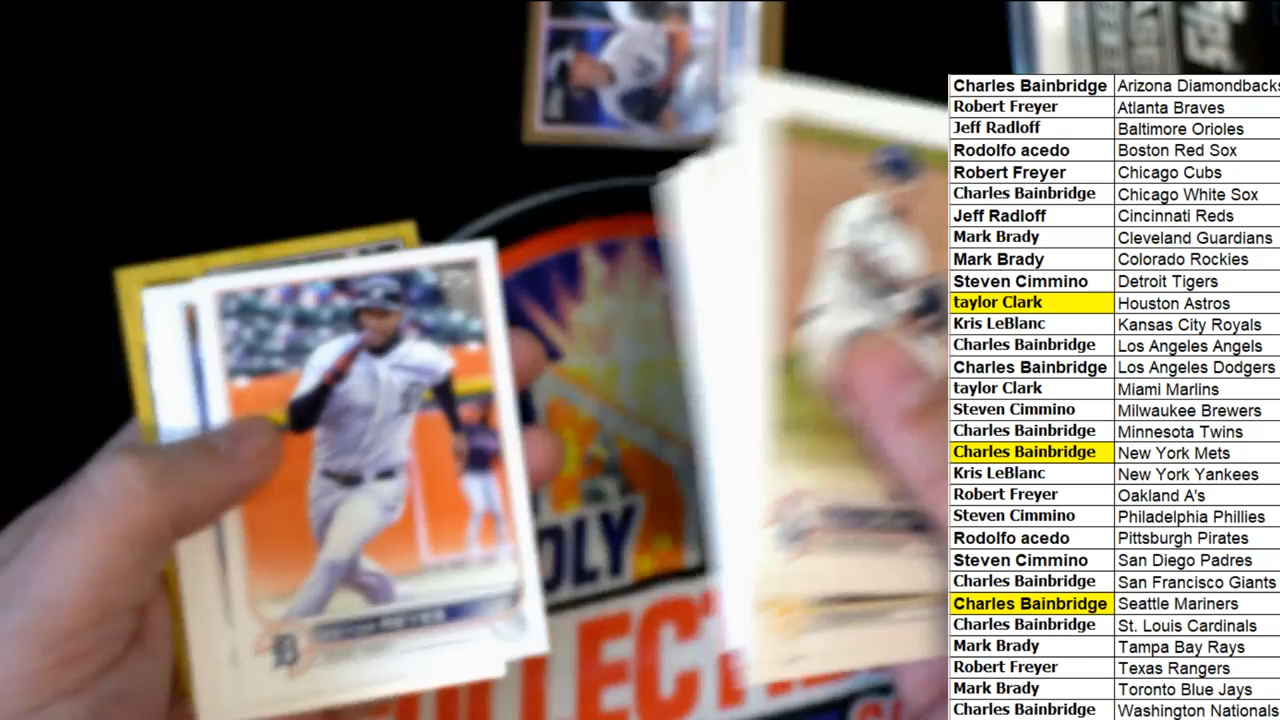 Charles Bainbridge Arizona Diamondbacks
Robert Freyer Atlanta Braves
Jeff Radloff Baltimore Orioles
Rodolfo acedo Boston Red Sox
Robert Freyer Chicago Cubs
Charles Bainbridge Chicago White Sox
Jeff Radloff Cincinnati Reds
Mark Brady Cleveland Guardians
Mark Brady Colorado Rockies
Steven Cimmino Detroit Tigers
taylor Clark Houston Astros
Kris LeBlanc Kansas City Royals
Charles Bainbridge Los Angeles Angels
Charles Bainbridge Los Angeles Dodgers
taylor Clark Miami Marlins
Steven Cimmino Milwaukee Brewers
Charles Bainbridge Minnesota Twins
Charles Bainbridge New York Mets
Kris LeBlanc New York Yankees
Robert Freyer Oakland A's
Steven Cimmino Philadelphia Phillies
Rodolfo acedo Pittsburgh Pirates
Steven Cimmino San Diego Padres
Charles Bainbridge San Francisco Giants
Charles Bainbridge Seattle Mariners
Charles Bainbridge St. Louis Cardinals
Mark Brady Tampa Bay Rays
Robert Freyer Texas Rangers
Mark Brady Toronto Blue Jays
Charles Bainbridge Washington Nationals
OLY
LLECT